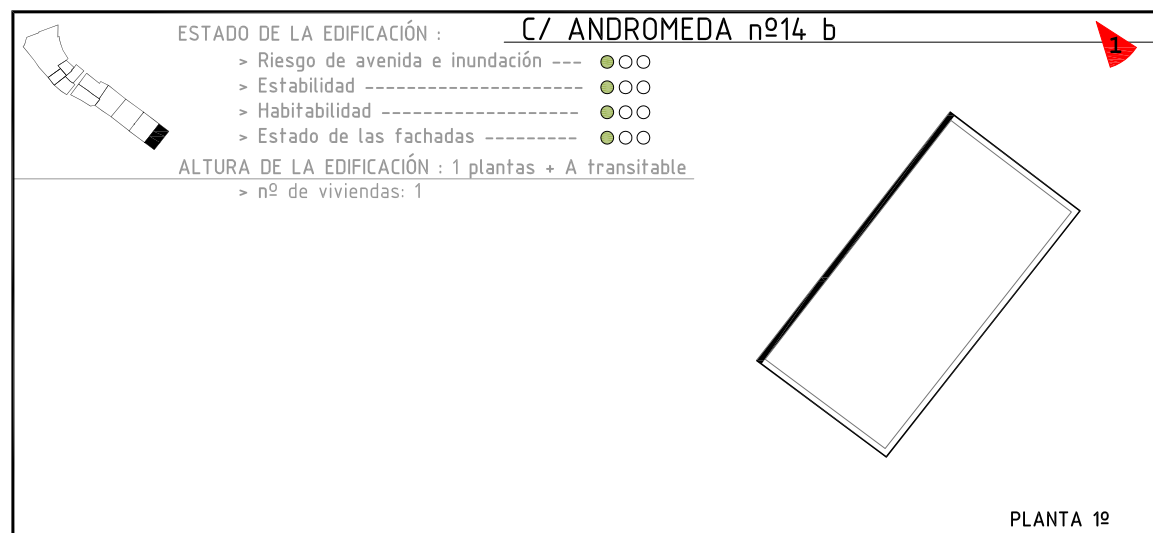 C/ ANDROMEDA nº14 b
1
ESTADO DE LA EDIFICACIÓN :
> Riesgo de avenida e inundación ---
> Estabilidad ---------------------
> Habitabilidad -------------------
> Estado de las fachadas ---------
ALTURA DE LA EDIFICACIÓN : 1 plantas + A transitable
> nº de viviendas: 1
PLANTA 1º